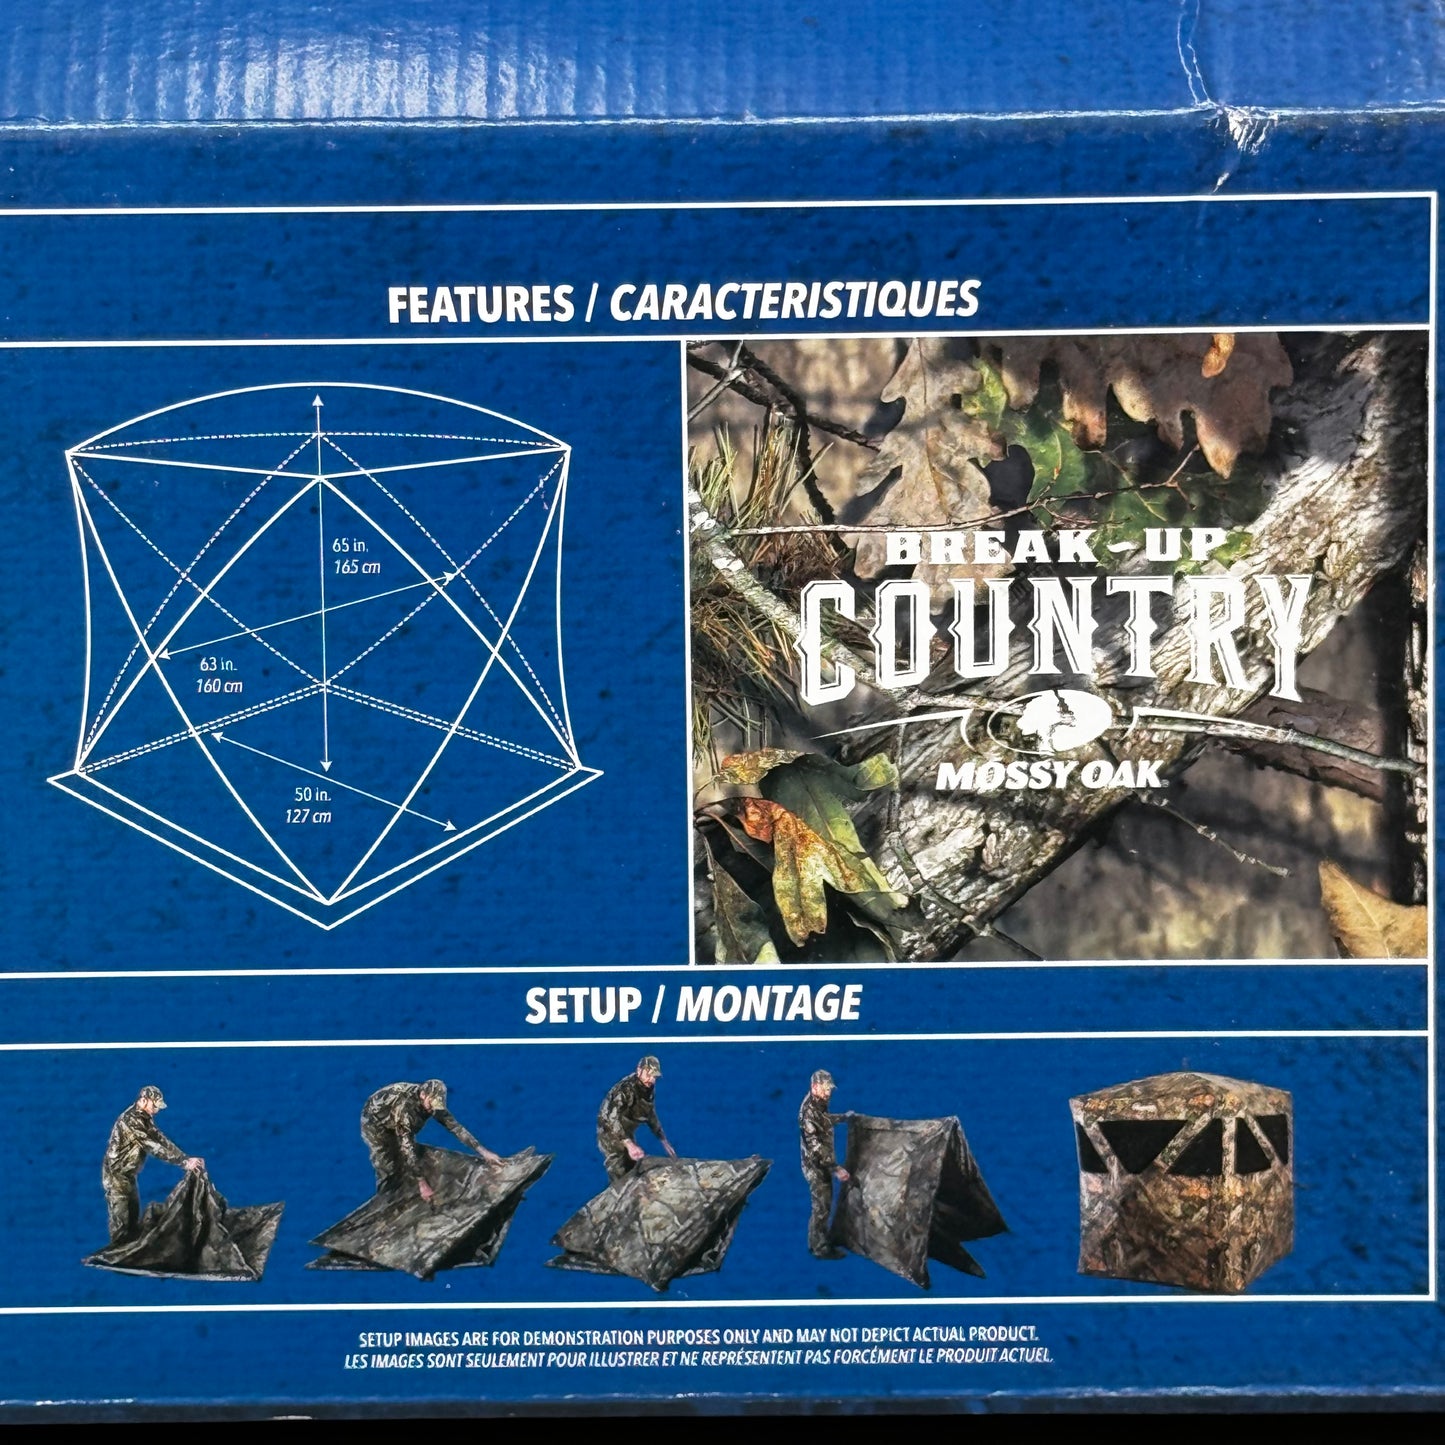 FEATURES / CARACTERISTIQUES
65 in.
165 cm
63 in.
160 cm
50 in.
127 cm
BREAK-UP
COUNTRY
MOSSY OAK
SETUP / MONTAGE
SETUP IMAGES ARE FOR DEMONSTRATION PURPOSES ONLY AND MAY NOT DEPICT ACTUAL PRODUCT.
LES IMAGES SONT SEULEMENT POUR ILLUSTRER ET NE REPRÉSENTENT PAS FORCÉMENT LE PRODUIT ACTUEL.